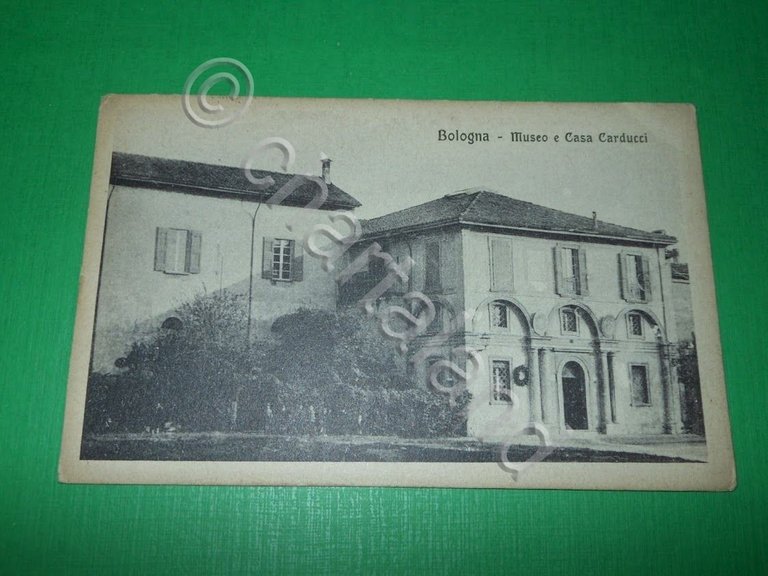 Bologna - Museo e Casa Carducci
© chartaland